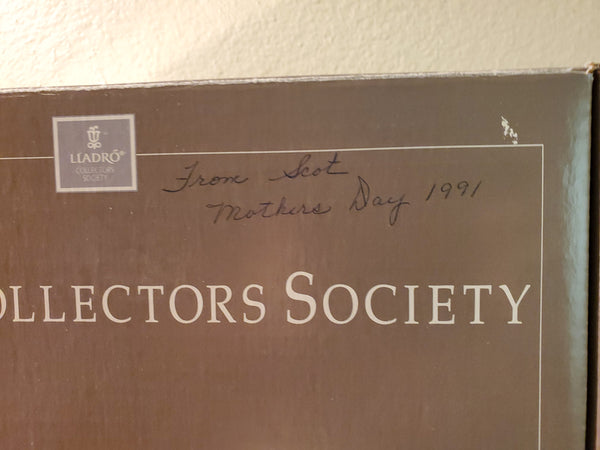 LLADRÓ®
COLLECTORS
SOCIETY
From Scot
Mothers Day 1991
OLLECTORS SOCIETY